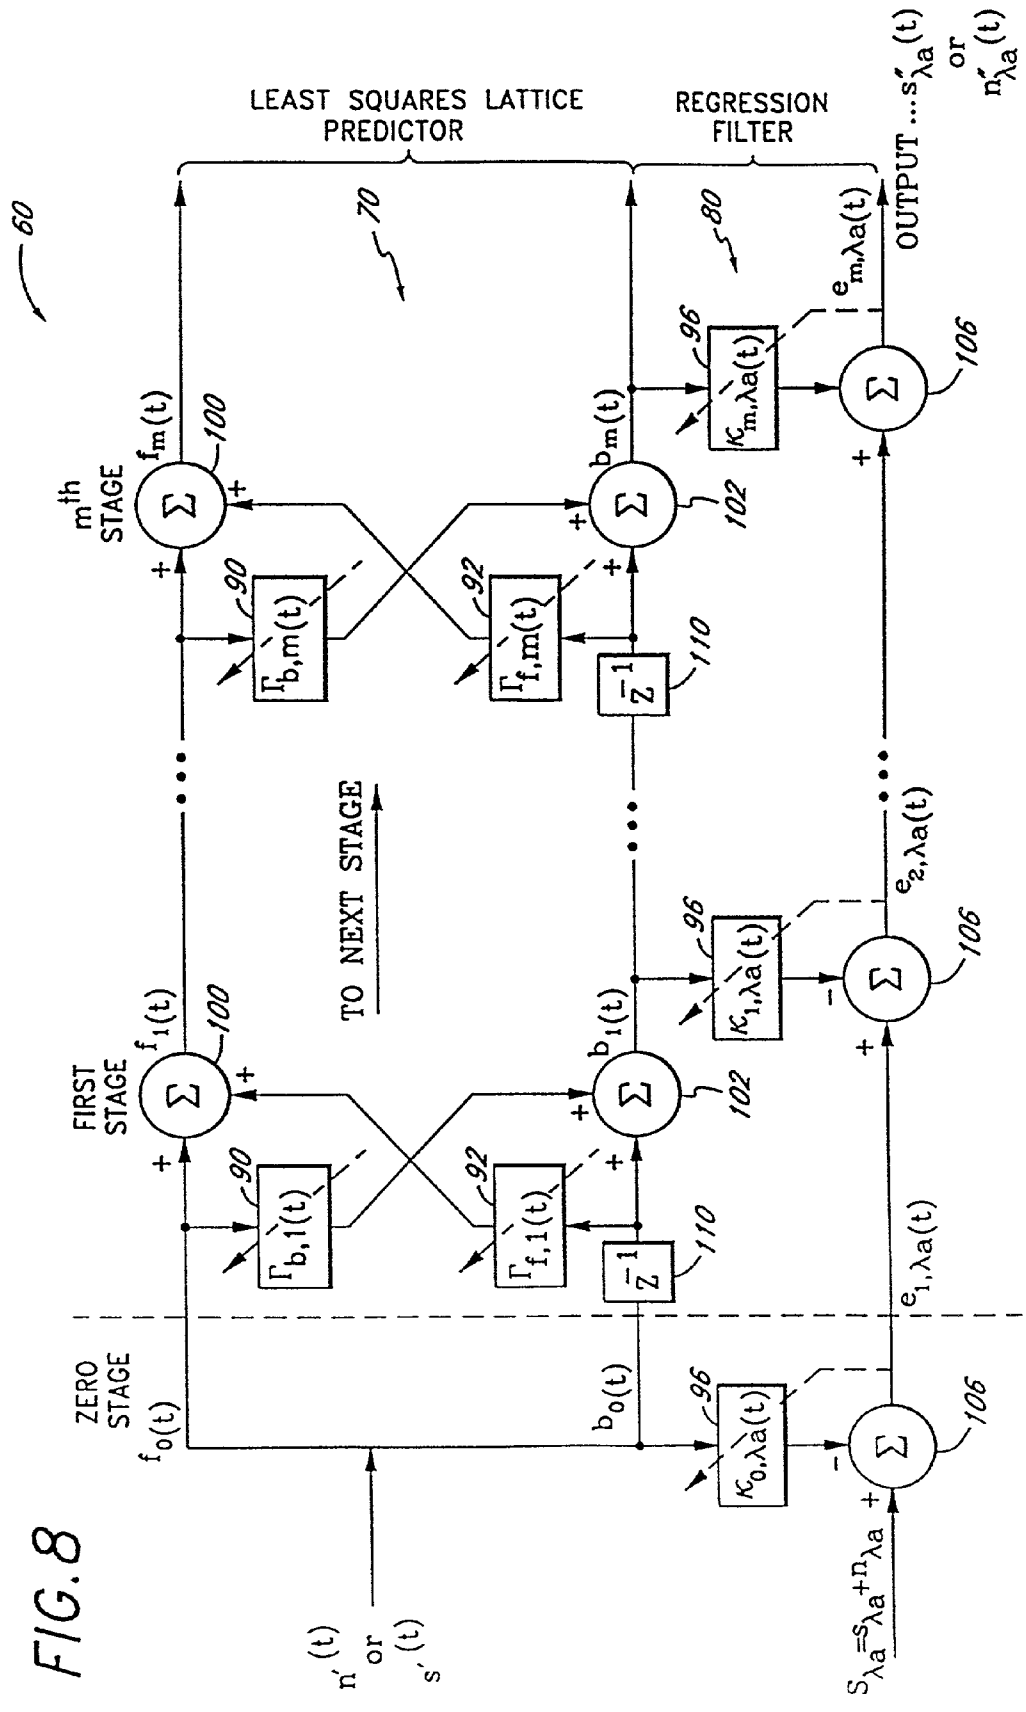 FIG. 8
60
ZERO
STAGE
FIRST
STAGE
mth
STAGE
LEAST SQUARES LATTICE
PREDICTOR
REGRESSION
FILTER
70
80
n′(t)
or
s′(t)
f0(t)
b0(t)
f1(t)
100
+
+
90
Γb,1(t)
92
Γf,1(t)
Z−1
110
+
+
Σ
Σ
102
b1(t)
TO NEXT STAGE
fm(t)
100
+
+
90
Γb,m(t)
92
Γf,m(t)
Z−1
110
+
+
Σ
Σ
102
bm(t)
96
κ0,λa(t)
96
κ1,λa(t)
96
κm,λa(t)
Sλa=sλa+nλa
+
−
Σ
106
e1,λa(t)
+
−
Σ
106
e2,λa(t)
+
Σ
106
em,λa(t)
OUTPUT...s″λa(t)
or
n″λa(t)